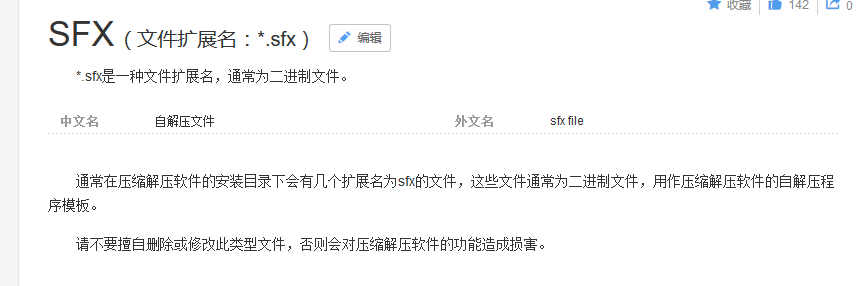 收藏 142 0
SFX（文件扩展名：*.sfx） 编辑
*.sfx是一种文件扩展名，通常为二进制文件。
中文名 自解压文件 外文名 sfx file
通常在压缩解压软件的安装目录下会有几个扩展名为sfx的文件，这些文件通常为二进制文件，用作压缩解压软件的自解压程
序模板。
请不要擅自删除或修改此类型文件，否则会对压缩解压软件的功能造成损害。